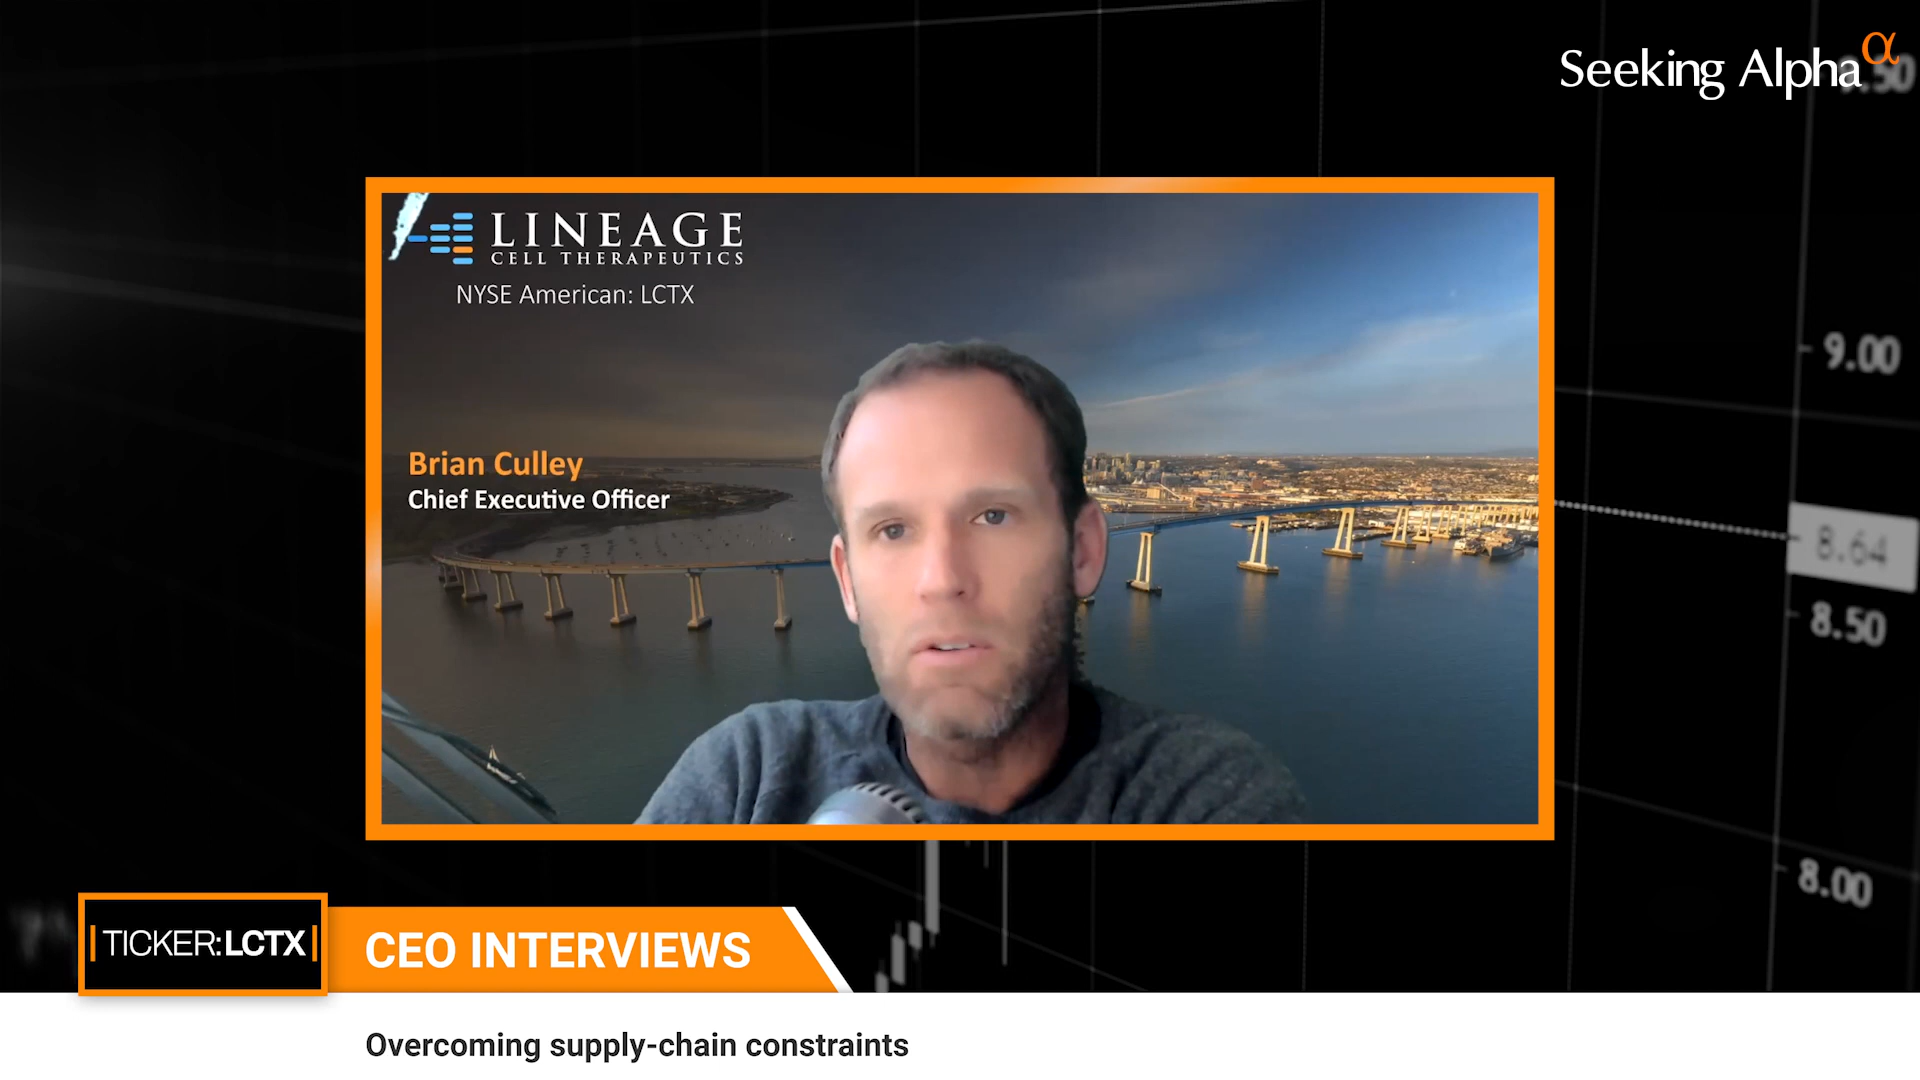 Seeking Alpha α
LINEAGE
CELL THERAPEUTICS
NYSE American: LCTX
Brian Culley
Chief Executive Officer
9.00
8.64
8.50
8.00
TICKER:LCTX
CEO INTERVIEWS
Overcoming supply-chain constraints